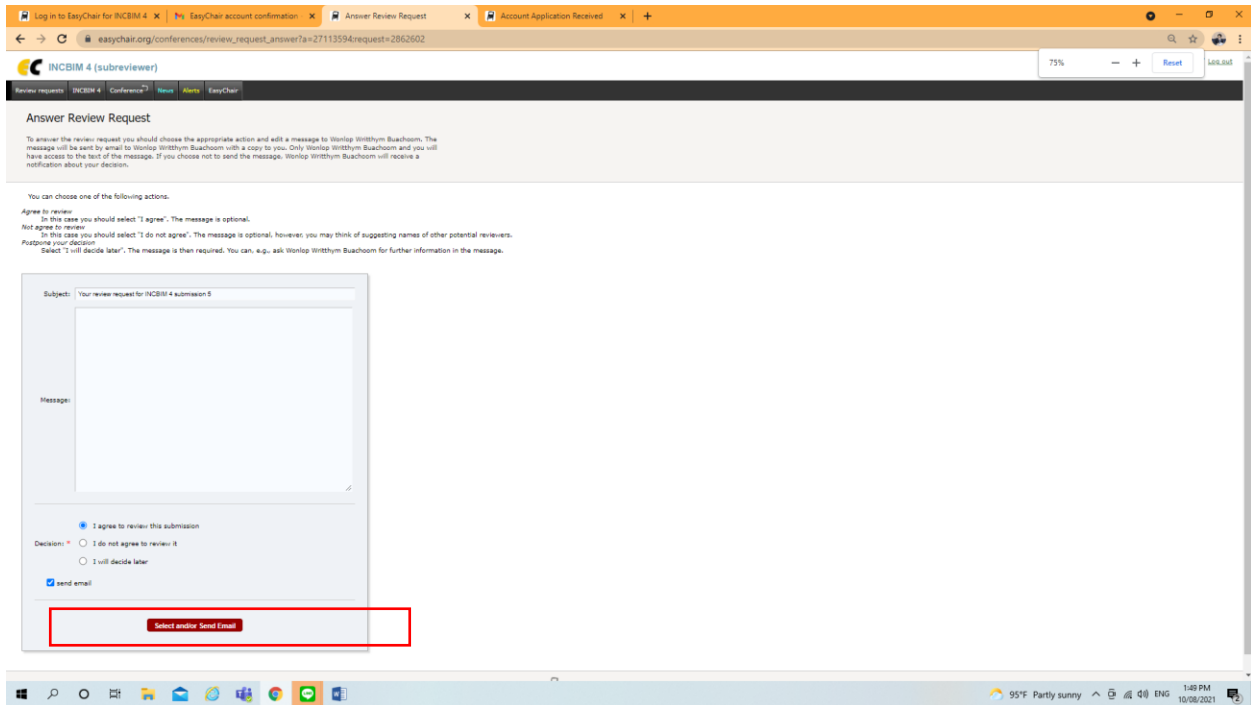 Log in to EasyChair for INCBIM 4
EasyChair account confirmation
Answer Review Request
Account Application Received
easychair.org/conferences/review_request_answer?a=27113594;request=2862602
INCBIM 4 (subreviewer)
75%
Reset
Log out
Review requests INCBIM 4 Conference News Alerts EasyChair
Answer Review Request
To answer the review request you should choose the appropriate action and edit a message to Wonlop Writthym Buachoom. The
message will be sent by email to Wonlop Writthym Buachoom with a copy to you. Only Wonlop Writthym Buachoom and you will
have access to the text of the message. If you choose not to send the message, Wonlop Writthym Buachoom will receive a
notification about your decision.
You can choose one of the following actions.
Agree to review
In this case you should select "I agree". The message is optional.
Not agree to review
In this case you should select "I do not agree". The message is optional, however, you may think of suggesting names of other potential reviewers.
Postpone your decision
Select "I will decide later". The message is then required. You can, e.g., ask Wonlop Writthym Buachoom for further information in the message.
Subject: Your review request for INCBIM 4 submission 5
Message:
I agree to review this submission
Decision: * I do not agree to review it
I will decide later
send email
Select and/or Send Email
95°F Partly sunny ENG
1:49 PM
10/08/2021